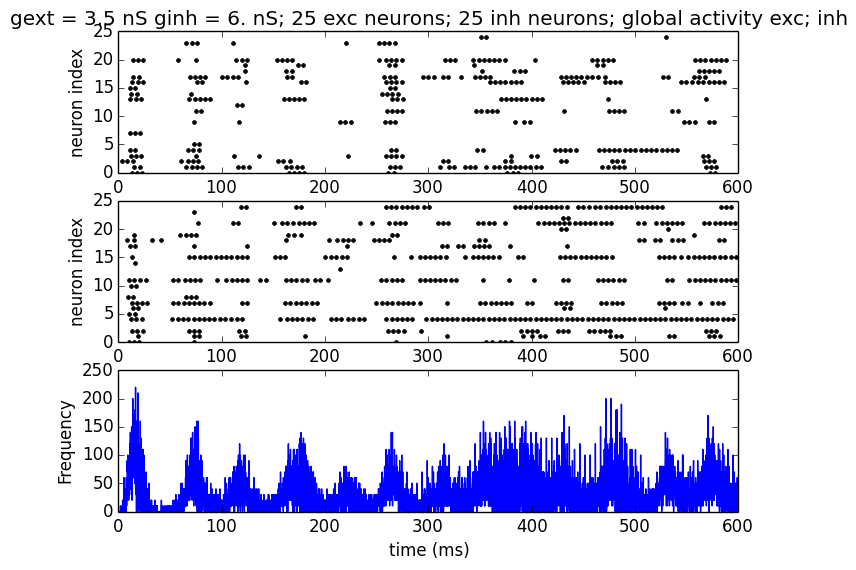 gext = 3.5 nS ginh = 6. nS; 25 exc neurons; 25 inh neurons; global activity exc; inh
25
20
15
10
5
0
neuron index
0 100 200 300 400 500 600
25
20
15
10
5
0
neuron index
0 100 200 300 400 500 600
250
200
150
100
50
0
Frequency
0 100 200 300 400 500 600
time (ms)